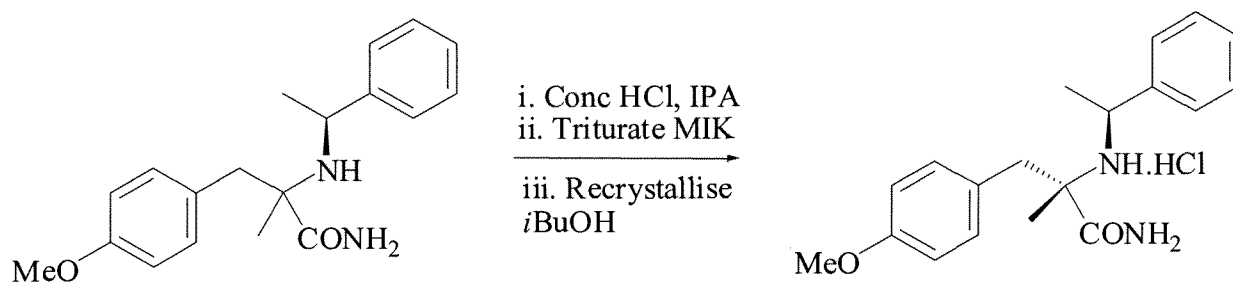 i. Conc HCl, IPA
ii. Triturate MIK
iii. Recrystallise
iBuOH
NH
CONH₂
MeO
NH.HCl
CONH₂
MeO